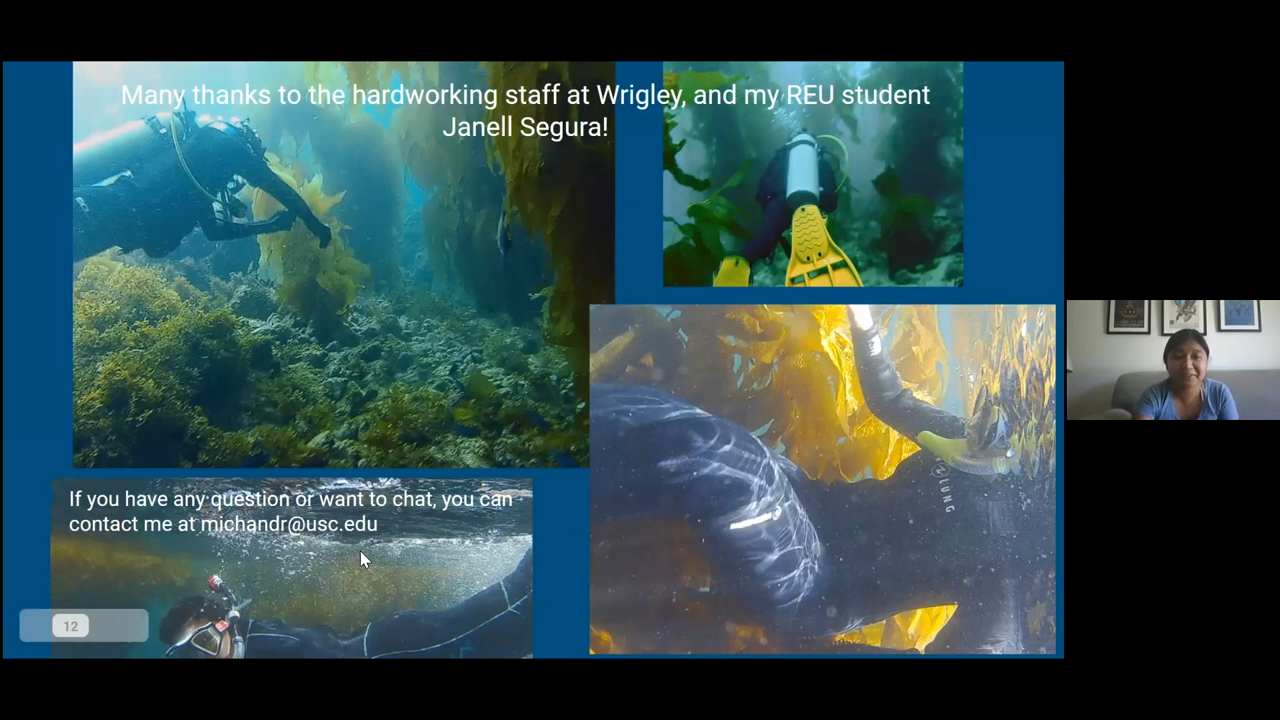 Many thanks to the hardworking staff at Wrigley, and my REU student
Janell Segura!
LUNG
If you have any question or want to chat, you can
contact me at michandr@usc.edu
12